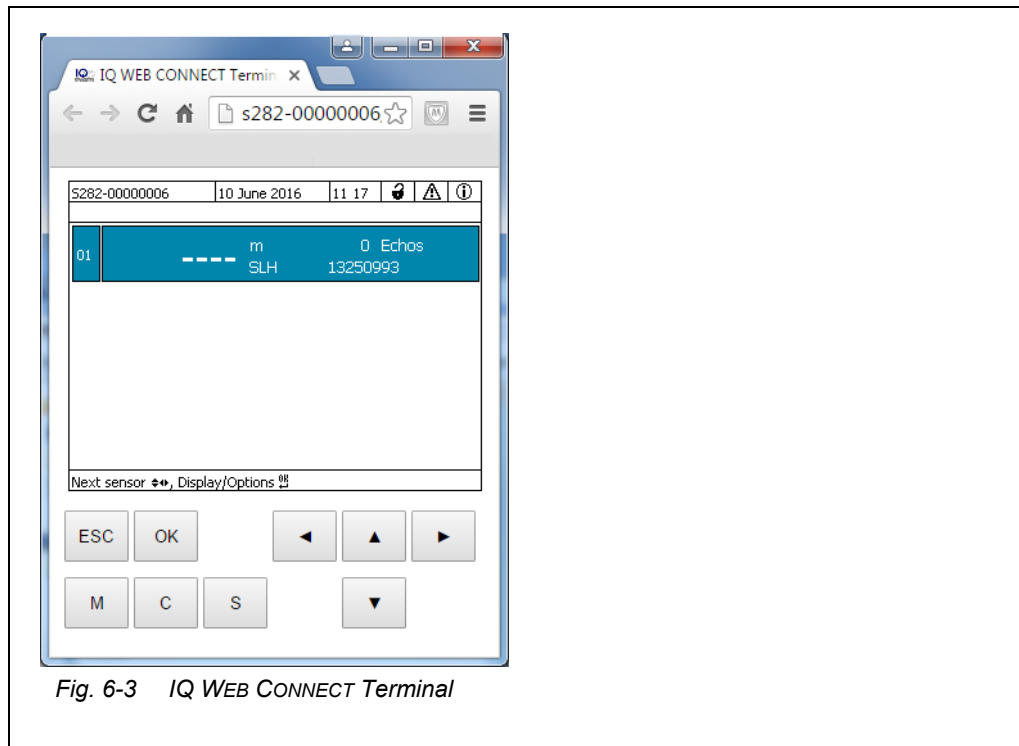 IQ WEB CONNECT Termin
s282-00000006
S282-00000006 10 June 2016 11 17
01 ---- m 0 Echos
SLH 13250993
Next sensor, Display/Options OK
ESC OK
M C S
Fig. 6-3 IQ WEB CONNECT Terminal